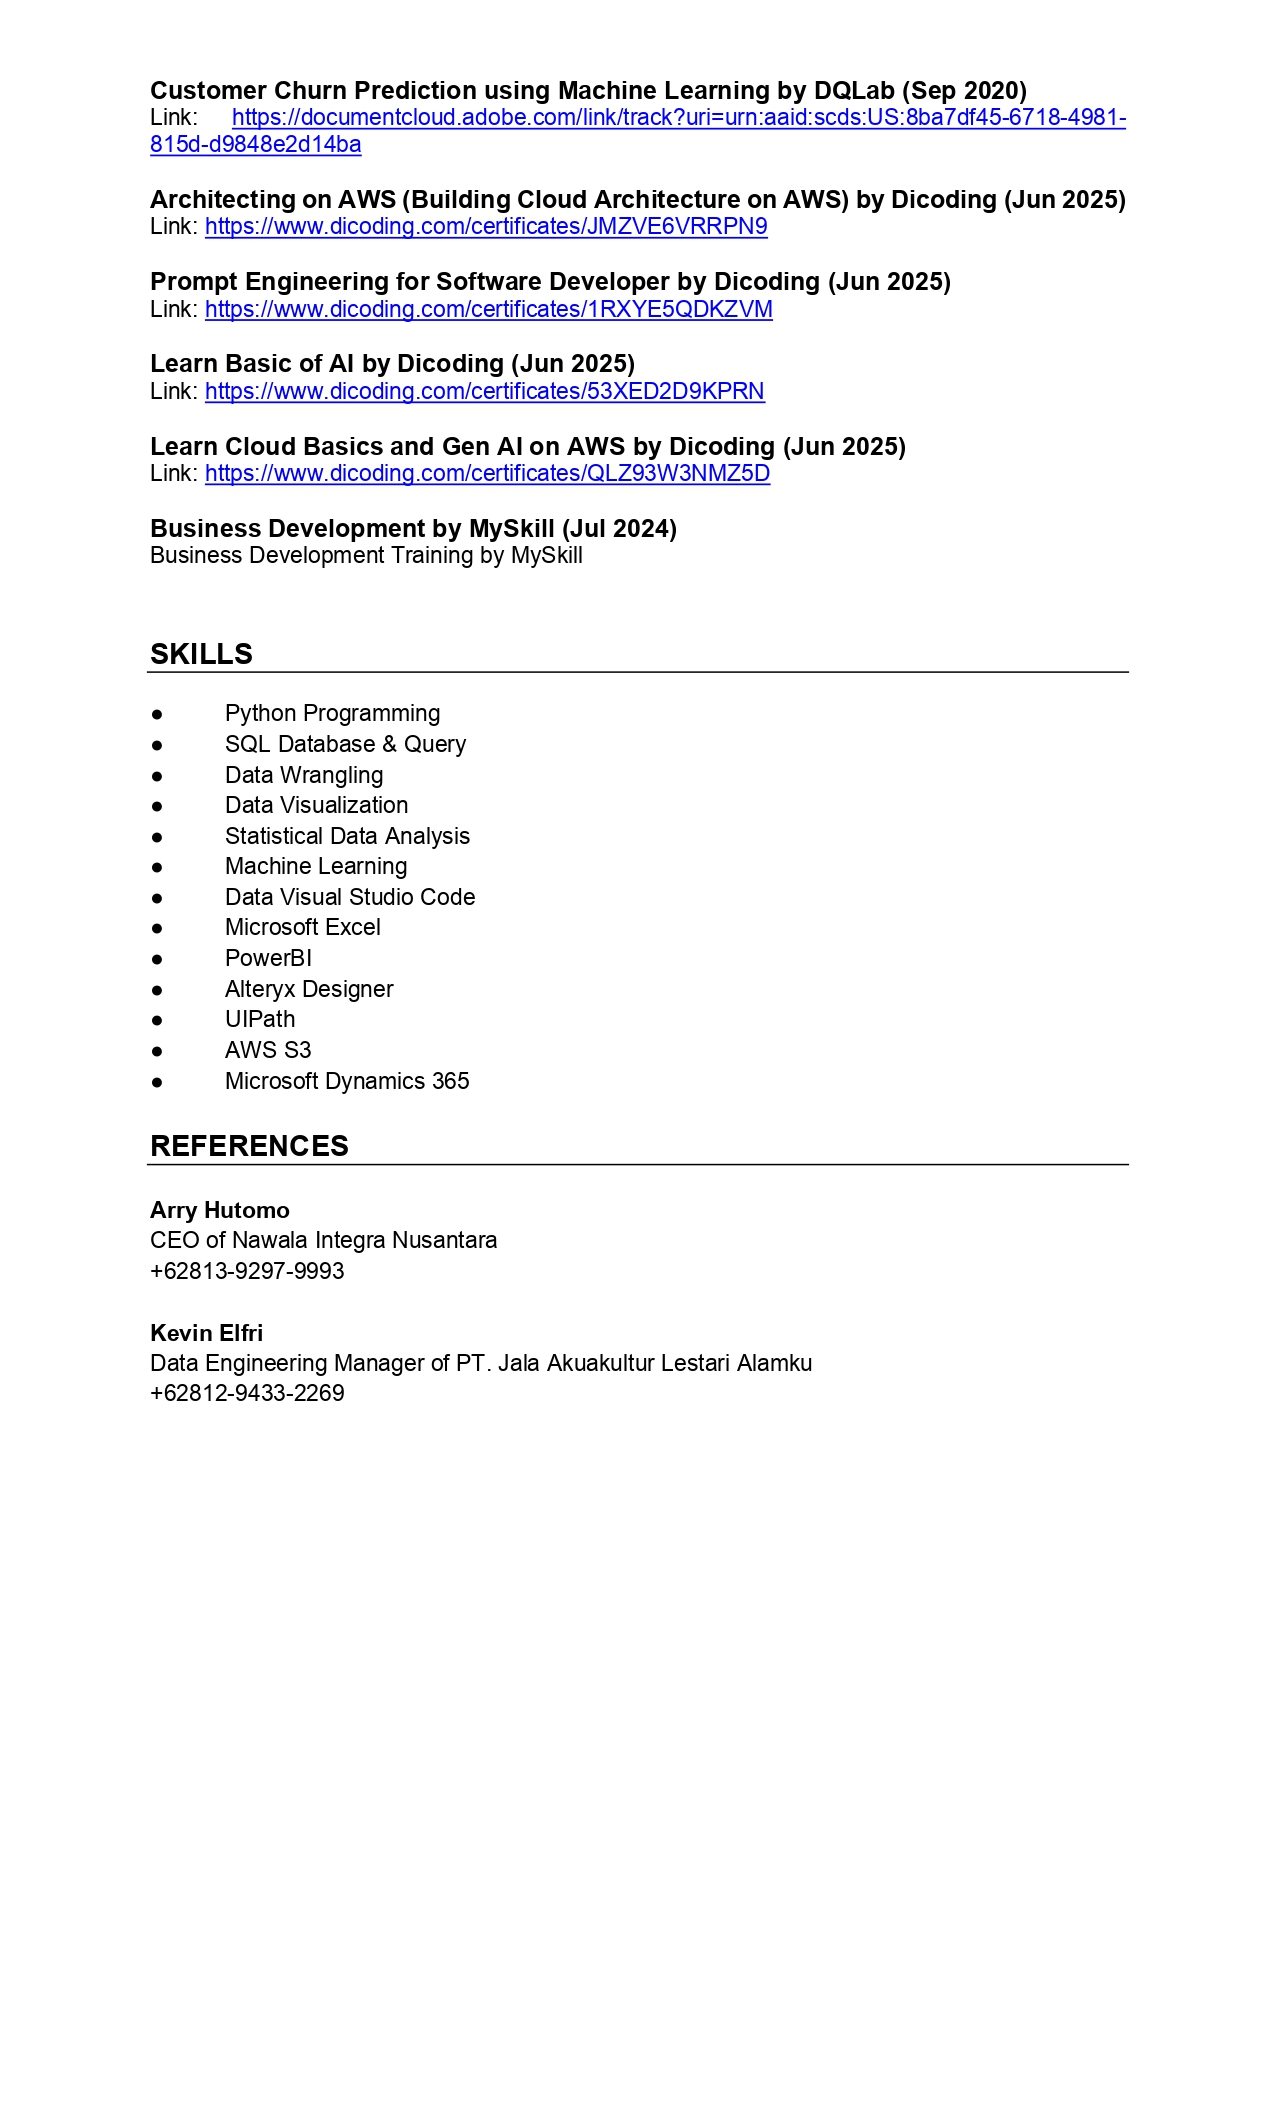 Customer Churn Prediction using Machine Learning by DQLab (Sep 2020)
Link: https://documentcloud.adobe.com/link/track?uri=urn:aaid:scds:US:8ba7df45-6718-4981-
815d-d9848e2d14ba
Architecting on AWS (Building Cloud Architecture on AWS) by Dicoding (Jun 2025)
Link: https://www.dicoding.com/certificates/JMZVE6VRRPN9
Prompt Engineering for Software Developer by Dicoding (Jun 2025)
Link: https://www.dicoding.com/certificates/1RXYE5QDKZVM
Learn Basic of AI by Dicoding (Jun 2025)
Link: https://www.dicoding.com/certificates/53XED2D9KPRN
Learn Cloud Basics and Gen AI on AWS by Dicoding (Jun 2025)
Link: https://www.dicoding.com/certificates/QLZ93W3NMZ5D
Business Development by MySkill (Jul 2024)
Business Development Training by MySkill
SKILLS
● Python Programming
● SQL Database & Query
● Data Wrangling
● Data Visualization
● Statistical Data Analysis
● Machine Learning
● Data Visual Studio Code
● Microsoft Excel
● PowerBI
● Alteryx Designer
● UIPath
● AWS S3
● Microsoft Dynamics 365
REFERENCES
Arry Hutomo
CEO of Nawala Integra Nusantara
+62813-9297-9993
Kevin Elfri
Data Engineering Manager of PT. Jala Akuakultur Lestari Alamku
+62812-9433-2269